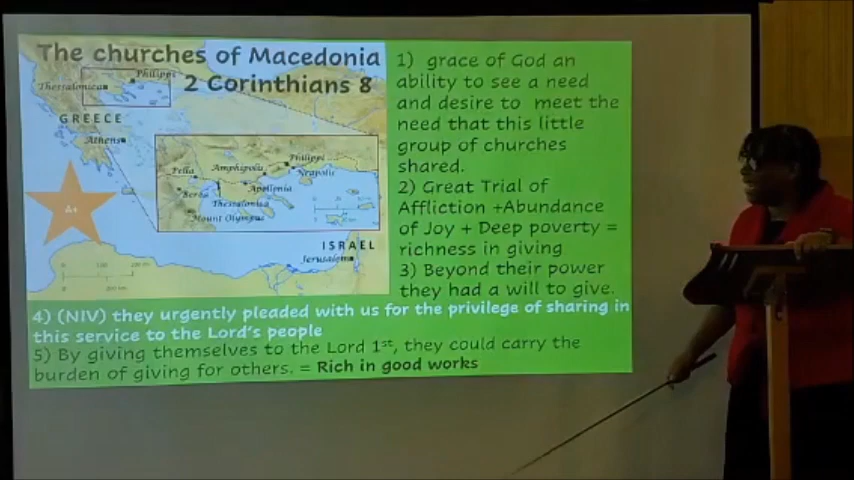 The churches of Macedonia
2 Corinthians 8
Philippi
Thessalonica
GREECE
Athens
Philippi
Pella
Amphipolis
Neapolis
Berea
Apollonia
Thessalonica
Mount Olympus
A+
ISRAEL
Jerusalem
1) grace of God an
ability to see a need
and desire to meet the
need that this little
group of churches
shared.
2) Great Trial of
Affliction +Abundance
of Joy + Deep poverty =
richness in giving
3) Beyond their power
they had a will to give.
4) (NIV) they urgently pleaded with us for the privilege of sharing in
this service to the Lord's people
5) By giving themselves to the Lord 1st, they could carry the
burden of giving for others. = Rich in good works